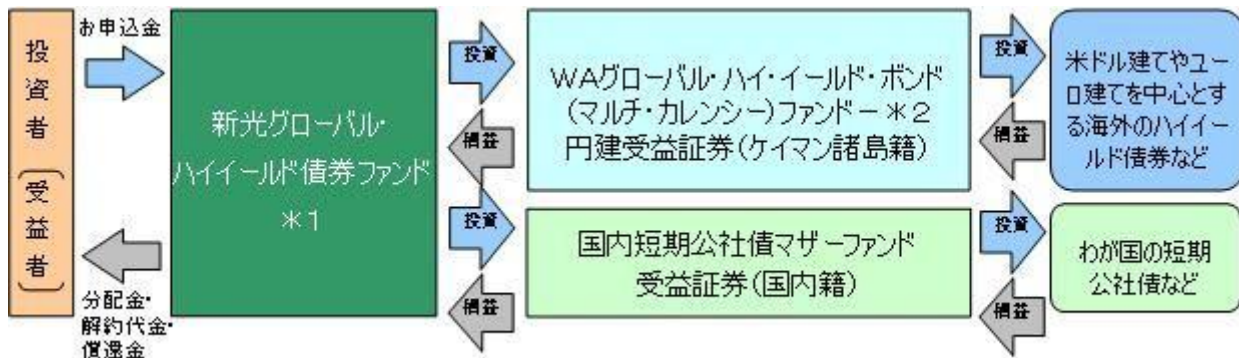 投
資
者
(受
益
者)
お申込金
分配金・
解約代金・
償還金
新光グローバル・
ハイイールド債券ファンド
＊1
投資
損益
投資
損益
WAグローバル・ハイ・イールド・ボンド
(マルチ・カレンシー)ファンドー＊2
円建受益証券(ケイマン諸島籍)
国内短期公社債マザーファンド
受益証券(国内籍)
投資
損益
投資
損益
米ドル建てやユー
ロ建てを中心とす
る海外のハイイー
ルド債券など
わが国の短期
公社債など